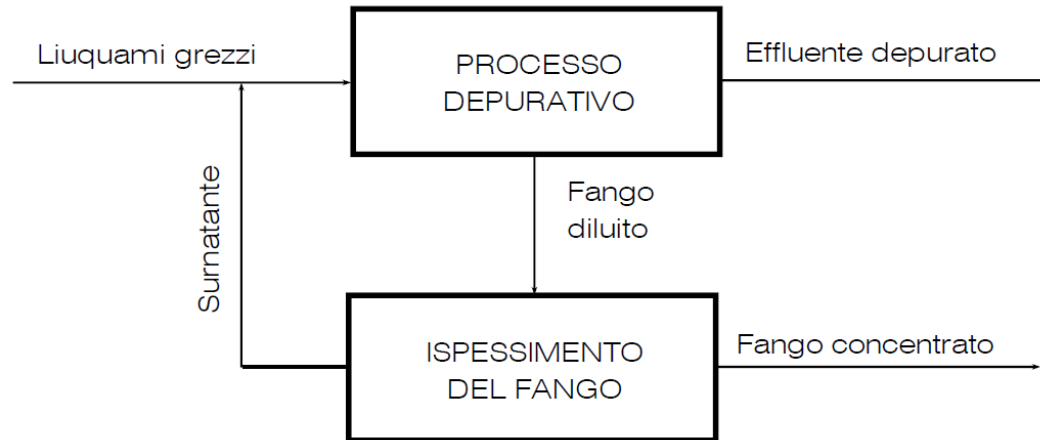 Liuquami grezzi
PROCESSO
DEPURATIVO
Effluente depurato
Surnatante
Fango
diluito
ISPESSIMENTO
DEL FANGO
Fango concentrato